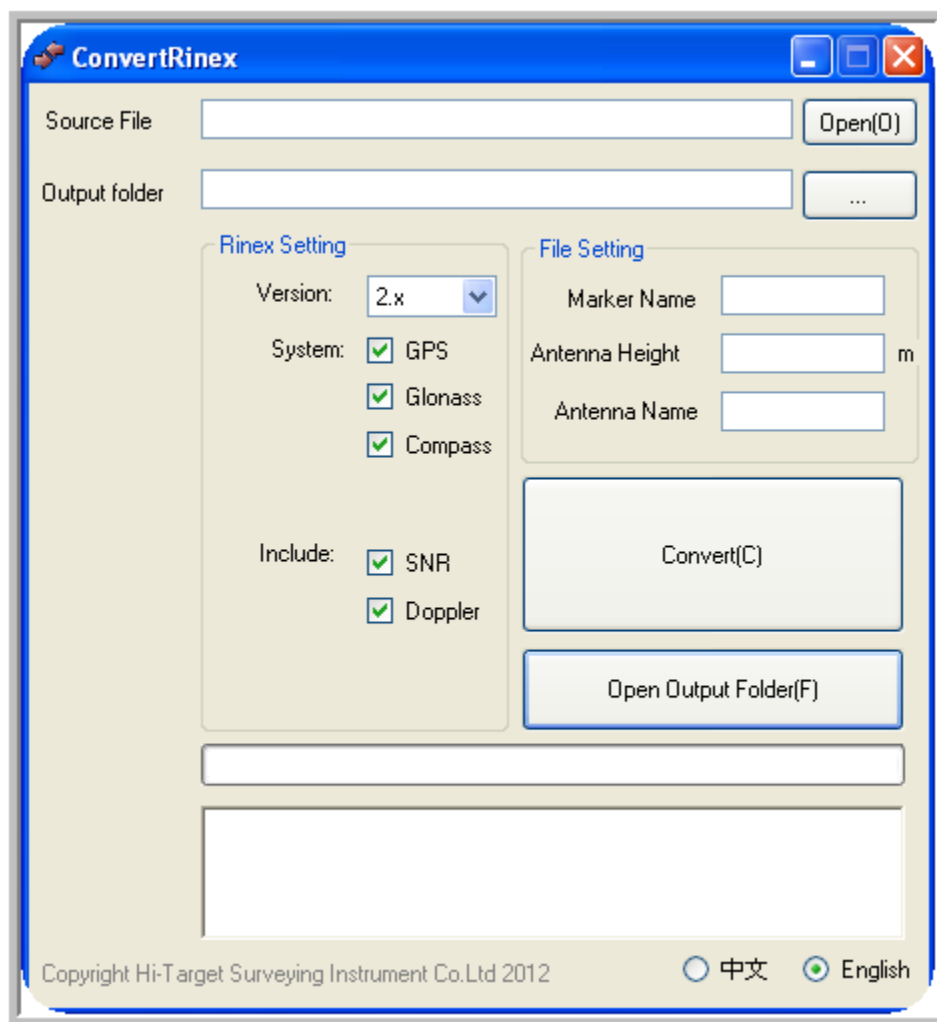 ConvertRinex
Source File
Open(O)
Output folder
...
Rinex Setting
Version:
2.x
System:
GPS
Glonass
Compass
Include:
SNR
Doppler
File Setting
Marker Name
Antenna Height
m
Antenna Name
Convert(C)
Open Output Folder(F)
Copyright Hi-Target Surveying Instrument Co.Ltd 2012
中文
English